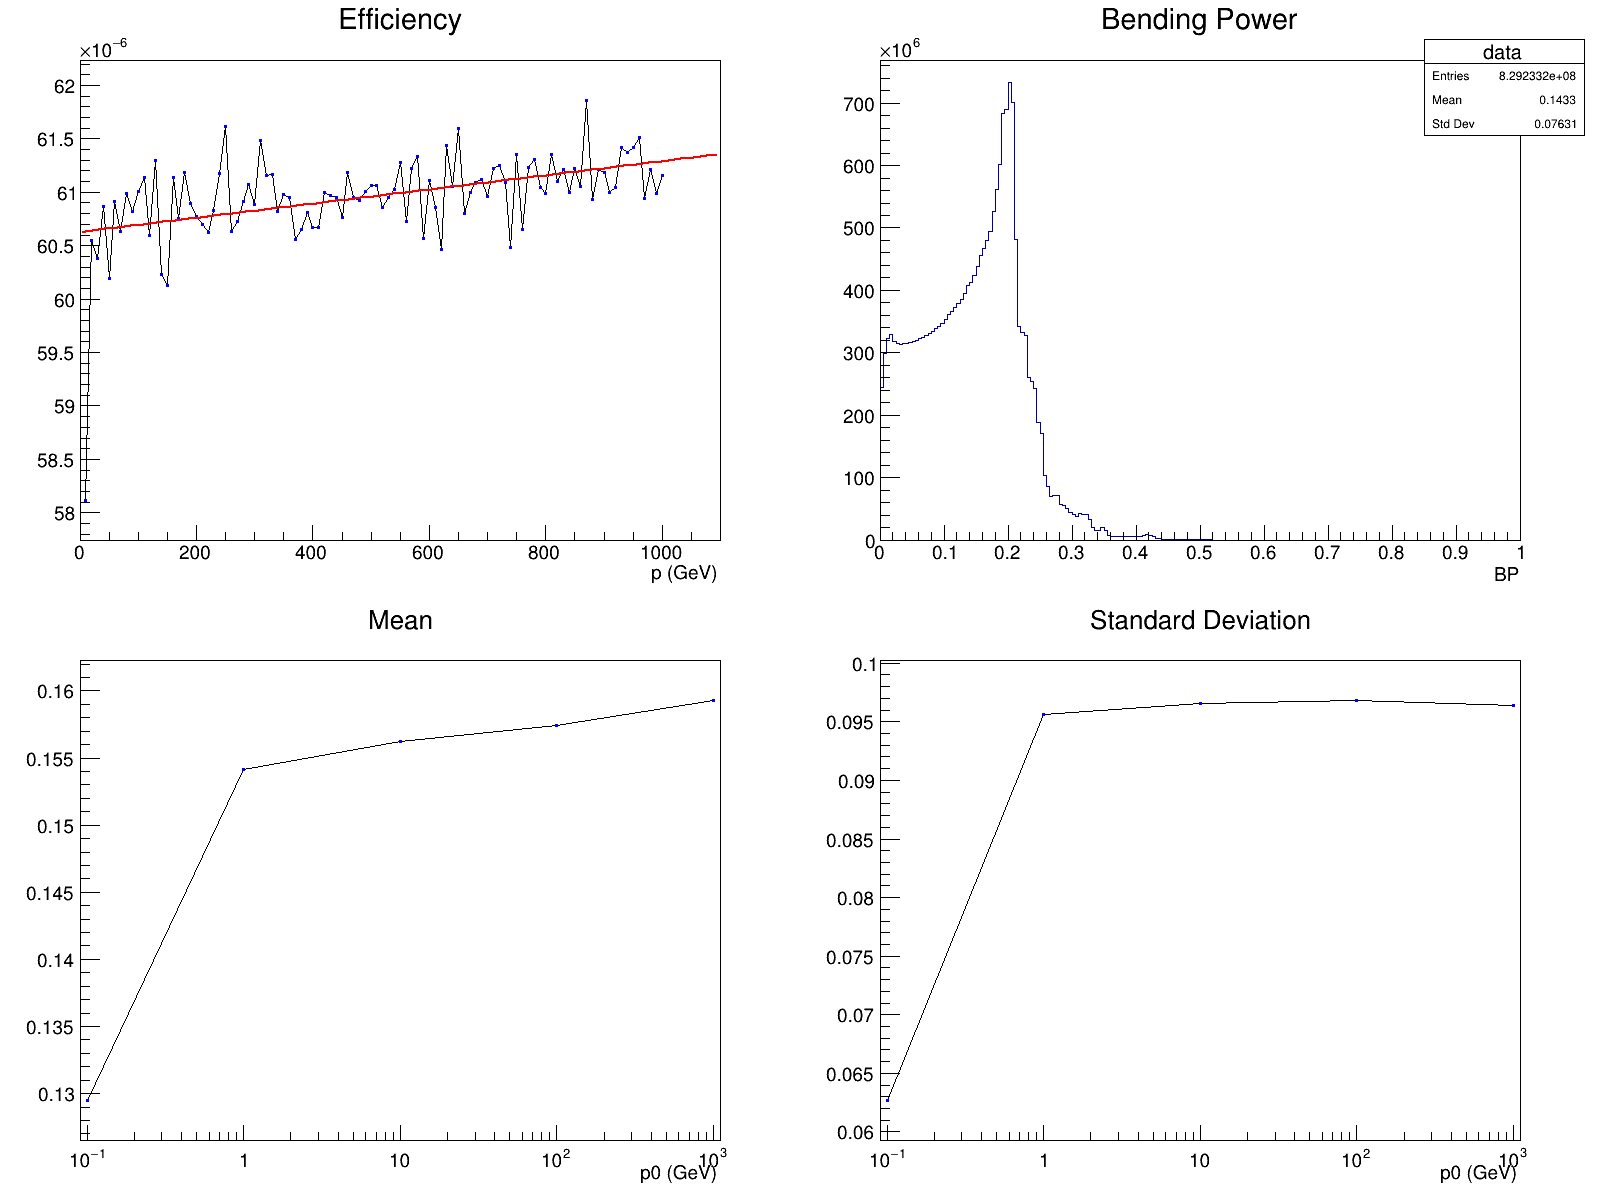 Efficiency
×10⁻⁶
62
61.5
61
60.5
60
59.5
59
58.5
58
0 200 400 600 800 1000
p (GeV)
Bending Power
×10⁶
data
Entries 8.292332e+08
Mean 0.1433
Std Dev 0.07631
700
600
500
400
300
200
100
0
0 0.1 0.2 0.3 0.4 0.5 0.6 0.7 0.8 0.9 1
BP
Mean
0.16
0.155
0.15
0.145
0.14
0.135
0.13
10⁻¹ 1 10 10² 10³
p0 (GeV)
Standard Deviation
0.1
0.095
0.09
0.085
0.08
0.075
0.07
0.065
0.06
10⁻¹ 1 10 10² 10³
p0 (GeV)